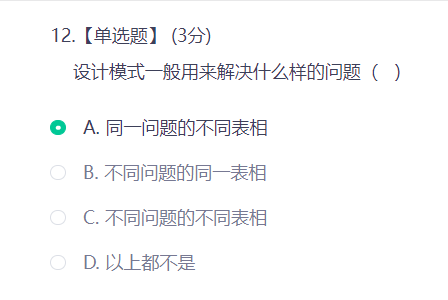 12.【单选题】 (3分)
设计模式一般用来解决什么样的问题（ ）
A. 同一问题的不同表相
B. 不同问题的同一表相
C. 不同问题的不同表相
D. 以上都不是